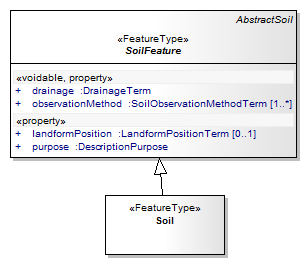 AbstractSoil
«FeatureType»
SoilFeature
«voidable, property»
+ drainage :DrainageTerm
+ observationMethod :SoilObservationMethodTerm [1..*]
«property»
+ landformPosition :LandformPositionTerm [0..1]
+ purpose :DescriptionPurpose
«FeatureType»
Soil